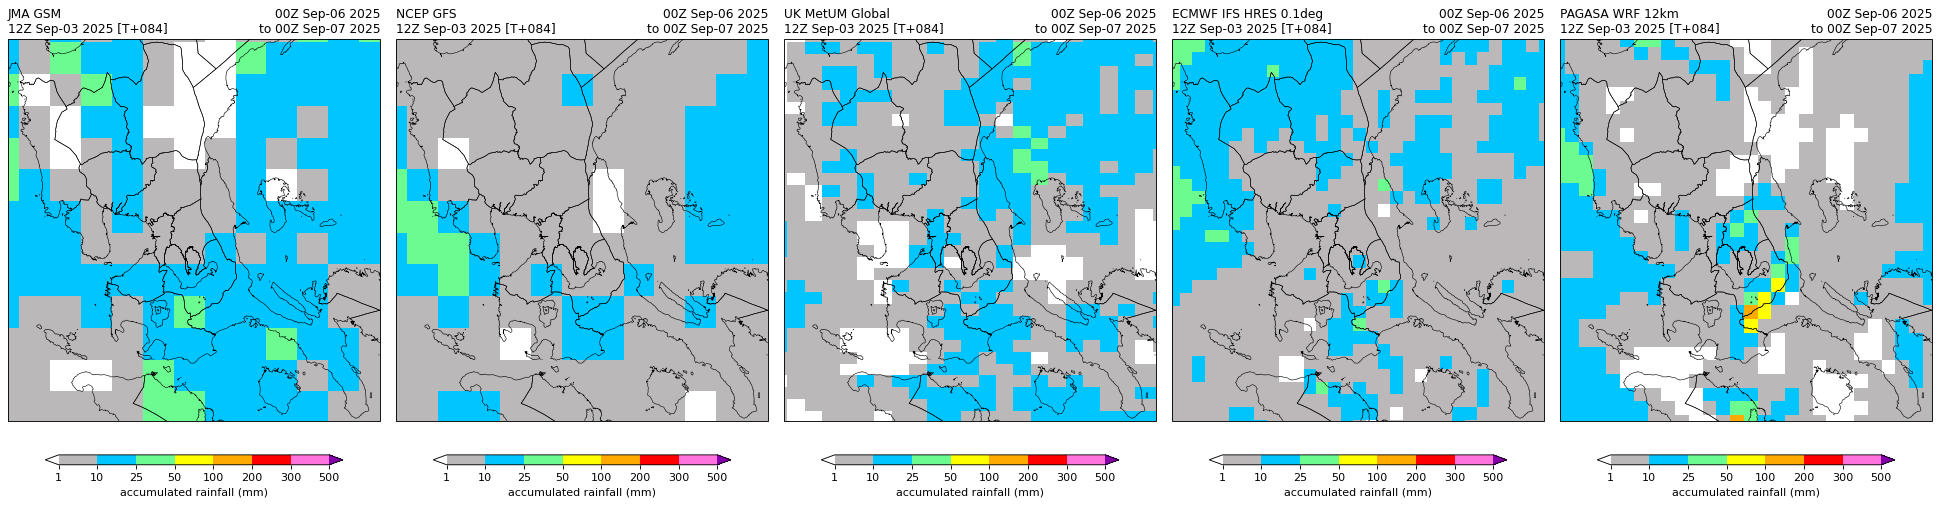 JMA GSM 00Z Sep-06 2025
12Z Sep-03 2025 [T+084] to 00Z Sep-07 2025
1 10 25 50 100 200 300 500
accumulated rainfall (mm)
NCEP GFS 00Z Sep-06 2025
12Z Sep-03 2025 [T+084] to 00Z Sep-07 2025
1 10 25 50 100 200 300 500
accumulated rainfall (mm)
UK MetUM Global 00Z Sep-06 2025
12Z Sep-03 2025 [T+084] to 00Z Sep-07 2025
1 10 25 50 100 200 300 500
accumulated rainfall (mm)
ECMWF IFS HRES 0.1deg 00Z Sep-06 2025
12Z Sep-03 2025 [T+084] to 00Z Sep-07 2025
1 10 25 50 100 200 300 500
accumulated rainfall (mm)
PAGASA WRF 12km 00Z Sep-06 2025
12Z Sep-03 2025 [T+084] to 00Z Sep-07 2025
1 10 25 50 100 200 300 500
accumulated rainfall (mm)